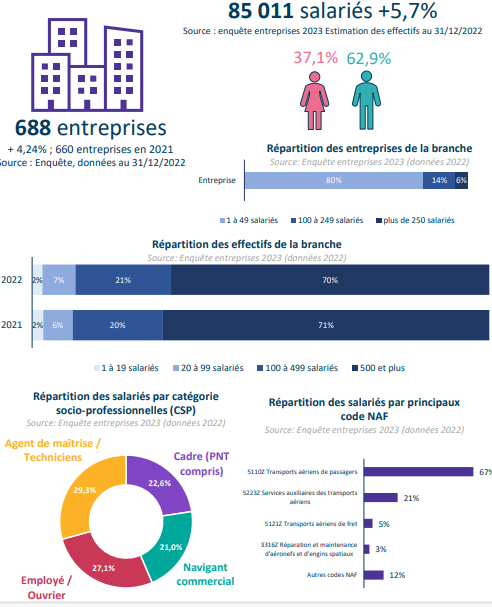 85 011 salariés +5,7%
Source : enquête entreprises 2023 Estimation des effectifs au 31/12/2022
37,1% 62,9%
688 entreprises
+ 4,24% ; 660 entreprises en 2021
Source : Enquête, données au 31/12/2022
Répartition des entreprises de la branche
Source: Enquête entreprises 2023 (données 2022)
Entreprise 80% 14% 6%
1 à 49 salariés 100 à 249 salariés plus de 250 salariés
Répartition des effectifs de la branche
Source: Enquête entreprises 2023 (données 2022)
2022 2% 7% 21% 70%
2021 2% 6% 20% 71%
1 à 19 salariés 20 à 99 salariés 100 à 499 salariés 500 et plus
Répartition des salariés par catégorie
socio-professionnelles (CSP)
Source: Enquête entreprises 2023 (données 2022)
Agent de maîtrise /
Techniciens
29,3%
Cadre (PNT
compris)
22,6%
21,0%
Navigant
commercial
27,1%
Employé /
Ouvrier
Répartition des salariés par principaux
code NAF
Source: Enquête entreprises 2023 (données 2022)
5110Z Transports aériens de passagers 67%
5223Z Services auxiliaires des transports
aériens
21%
5121Z Transports aériens de fret 5%
3316Z Réparation et maintenance
d'aéronefs et d'engins spatiaux
3%
Autres codes NAF 12%